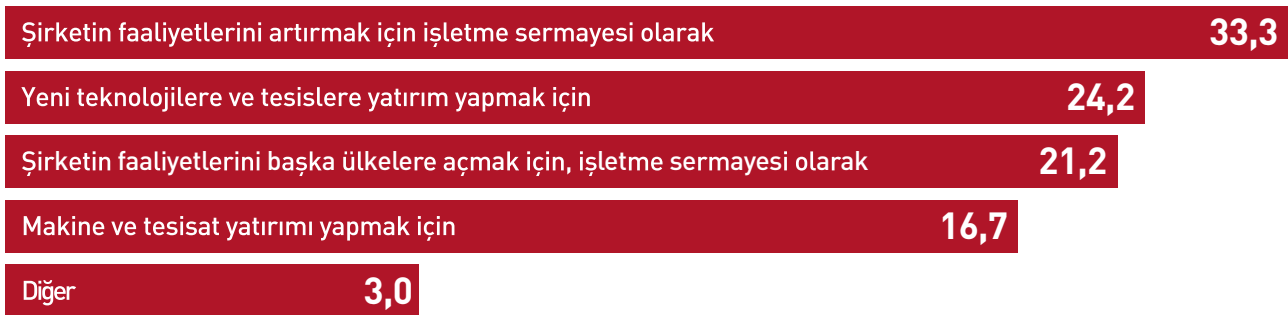 Şirketin faaliyetlerini artırmak için işletme sermayesi olarak 33,3
Yeni teknolojilere ve tesislere yatırım yapmak için 24,2
Şirketin faaliyetlerini başka ülkelere açmak için, işletme sermayesi olarak 21,2
Makine ve tesisat yatırımı yapmak için 16,7
Diğer 3,0